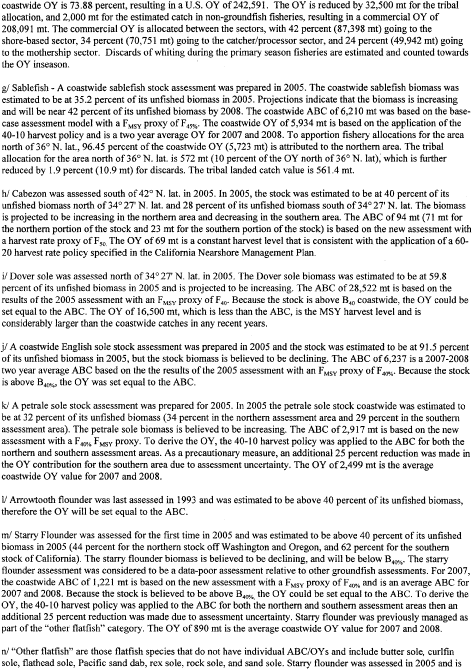 coastwide OY is 73.88 percent, resulting in a U.S. OY of 242,591. The OY is reduced by 32,500 mt for the tribal
allocation, and 2,000 mt for the estimated catch in non-groundfish fisheries, resulting in a commercial OY of
208,091 mt. The commercial OY is allocated between the sectors, with 42 percent (87,398 mt) going to the
shore-based sector, 34 percent (70,751 mt) going to the catcher/processor sector, and 24 percent (49,942 mt) going
to the mothership sector. Discards of whiting during the primary season fisheries are estimated and counted towards
the OY inseason.
g/ Sablefish - A coastwide sablefish stock assessment was prepared in 2005. The coastwide sablefish biomass was
estimated to be at 35.2 percent of its unfished biomass in 2005. Projections indicate that the biomass is increasing
and will be near 42 percent of its unfished biomass by 2008. The coastwide ABC of 6,210 mt was based on the base-
case assessment model with a FMSY proxy of F45%. The coastwide OY of 5,934 mt is based on the application of the
40-10 harvest policy and is a two year average OY for 2007 and 2008. To apportion fishery allocations for the area
north of 36° N. lat., 96.45 percent of the coastwide OY (5,723 mt) is attributed to the northern area. The tribal
allocation for the area north of 36° N. lat. is 572 mt (10 percent of the OY north of 36° N. lat), which is further
reduced by 1.9 percent (10.9 mt) for discards. The tribal landed catch value is 561.4 mt.
h/ Cabezon was assessed south of 42° N. lat. in 2005. In 2005, the stock was estimated to be at 40 percent of its
unfished biomass north of 34° 27' N. lat. and 28 percent of its unfished biomass south of 34° 27' N. lat. The biomass
is projected to be increasing in the northern area and decreasing in the southern area. The ABC of 94 mt (71 mt for
the northern portion of the stock and 23 mt for the southern portion of the stock) is based on the new assessment with
a harvest rate proxy of F50. The OY of 69 mt is a constant harvest level that is consistent with the application of a 60-
20 harvest rate policy specified in the California Nearshore Management Plan.
i/ Dover sole was assessed north of 34° 27' N. lat. in 2005. The Dover sole biomass was estimated to be at 59.8
percent of its unfished biomass in 2005 and is projected to be increasing. The ABC of 28,522 mt is based on the
results of the 2005 assessment with an FMSY proxy of F40. Because the stock is above B40 coastwide, the OY could be
set equal to the ABC. The OY of 16,500 mt, which is less than the ABC, is the MSY harvest level and is
considerably larger than the coastwide catches in any recent years.
j/ A coastwide English sole stock assessment was prepared in 2005 and the stock was estimated to be at 91.5 percent
of its unfished biomass in 2005, but the stock biomass is believed to be declining. The ABC of 6,237 is a 2007-2008
two year average ABC based on the the results of the 2005 assessment with an FMSY proxy of F40%. Because the stock
is above B40%, the OY was set equal to the ABC.
k/ A petrale sole stock assessment was prepared for 2005. In 2005 the petrale sole stock coastwide was estimated to
be at 32 percent of its unfished biomass (34 percent in the northern assessment area and 29 percent in the southern
assessment area). The petrale sole biomass is believed to be increasing. The ABC of 2,917 mt is based on the new
assessment with a F40% FMSY proxy. To derive the OY, the 40-10 harvest policy was applied to the ABC for both the
northern and southern assessment areas. As a precautionary measure, an additional 25 percent reduction was made in
the OY contribution for the southern area due to assessment uncertainty. The OY of 2,499 mt is the average
coastwide OY value for 2007 and 2008.
l/ Arrowtooth flounder was last assessed in 1993 and was estimated to be above 40 percent of its unfished biomass,
therefore the OY will be set equal to the ABC.
m/ Starry Flounder was assessed for the first time in 2005 and was estimated to be above 40 percent of its unfished
biomass in 2005 (44 percent for the northern stock off Washington and Oregon, and 62 percent for the southern
stock of California). The starry flounder biomass is believed to be declining, and will be below B40%. The starry
flounder assessment was considered to be a data-poor assessment relative to other groundfish assessments. For 2007,
the coastwide ABC of 1,221 mt is based on the new assessment with a FMSY proxy of F40% and is an average ABC for
2007 and 2008. Because the stock is believed to be above B40%, the OY could be set equal to the ABC. To derive the
OY, the 40-10 harvest policy was applied to the ABC for both the northern and southern assessment areas then an
additional 25 percent reduction was made due to assessment uncertainty. Starry flounder was previously managed as
part of the "other flatfish" category. The OY of 890 mt is the average coastwide OY value for 2007 and 2008.
n/ "Other flatfish" are those flatfish species that do not have individual ABC/OYs and include butter sole, curlfin
sole, flathead sole, Pacific sand dab, rex sole, rock sole, and sand sole. Starry flounder was assessed in 2005 and is